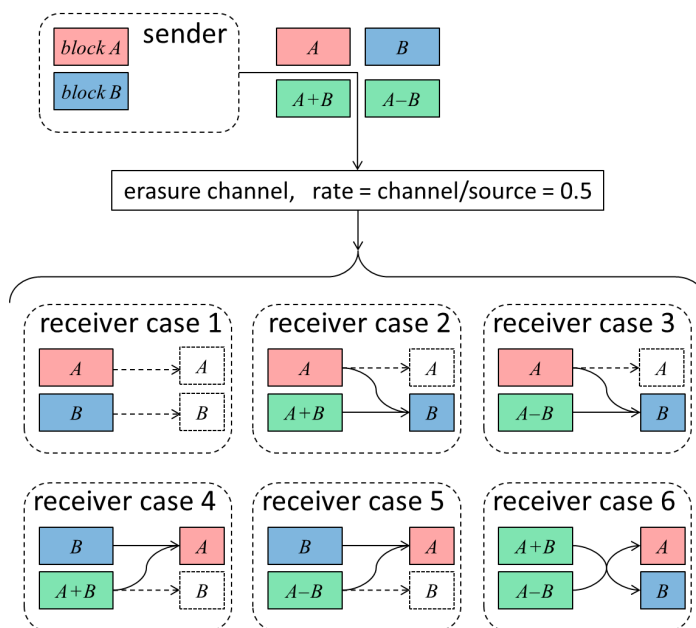 sender
block A
block B
A
B
A+B
A−B
erasure channel, rate = channel/source = 0.5
receiver case 1
A
A
B
B
receiver case 2
A
A
A+B
B
receiver case 3
A
A
A−B
B
receiver case 4
B
A
A+B
B
receiver case 5
B
A
A−B
B
receiver case 6
A+B
A
A−B
B